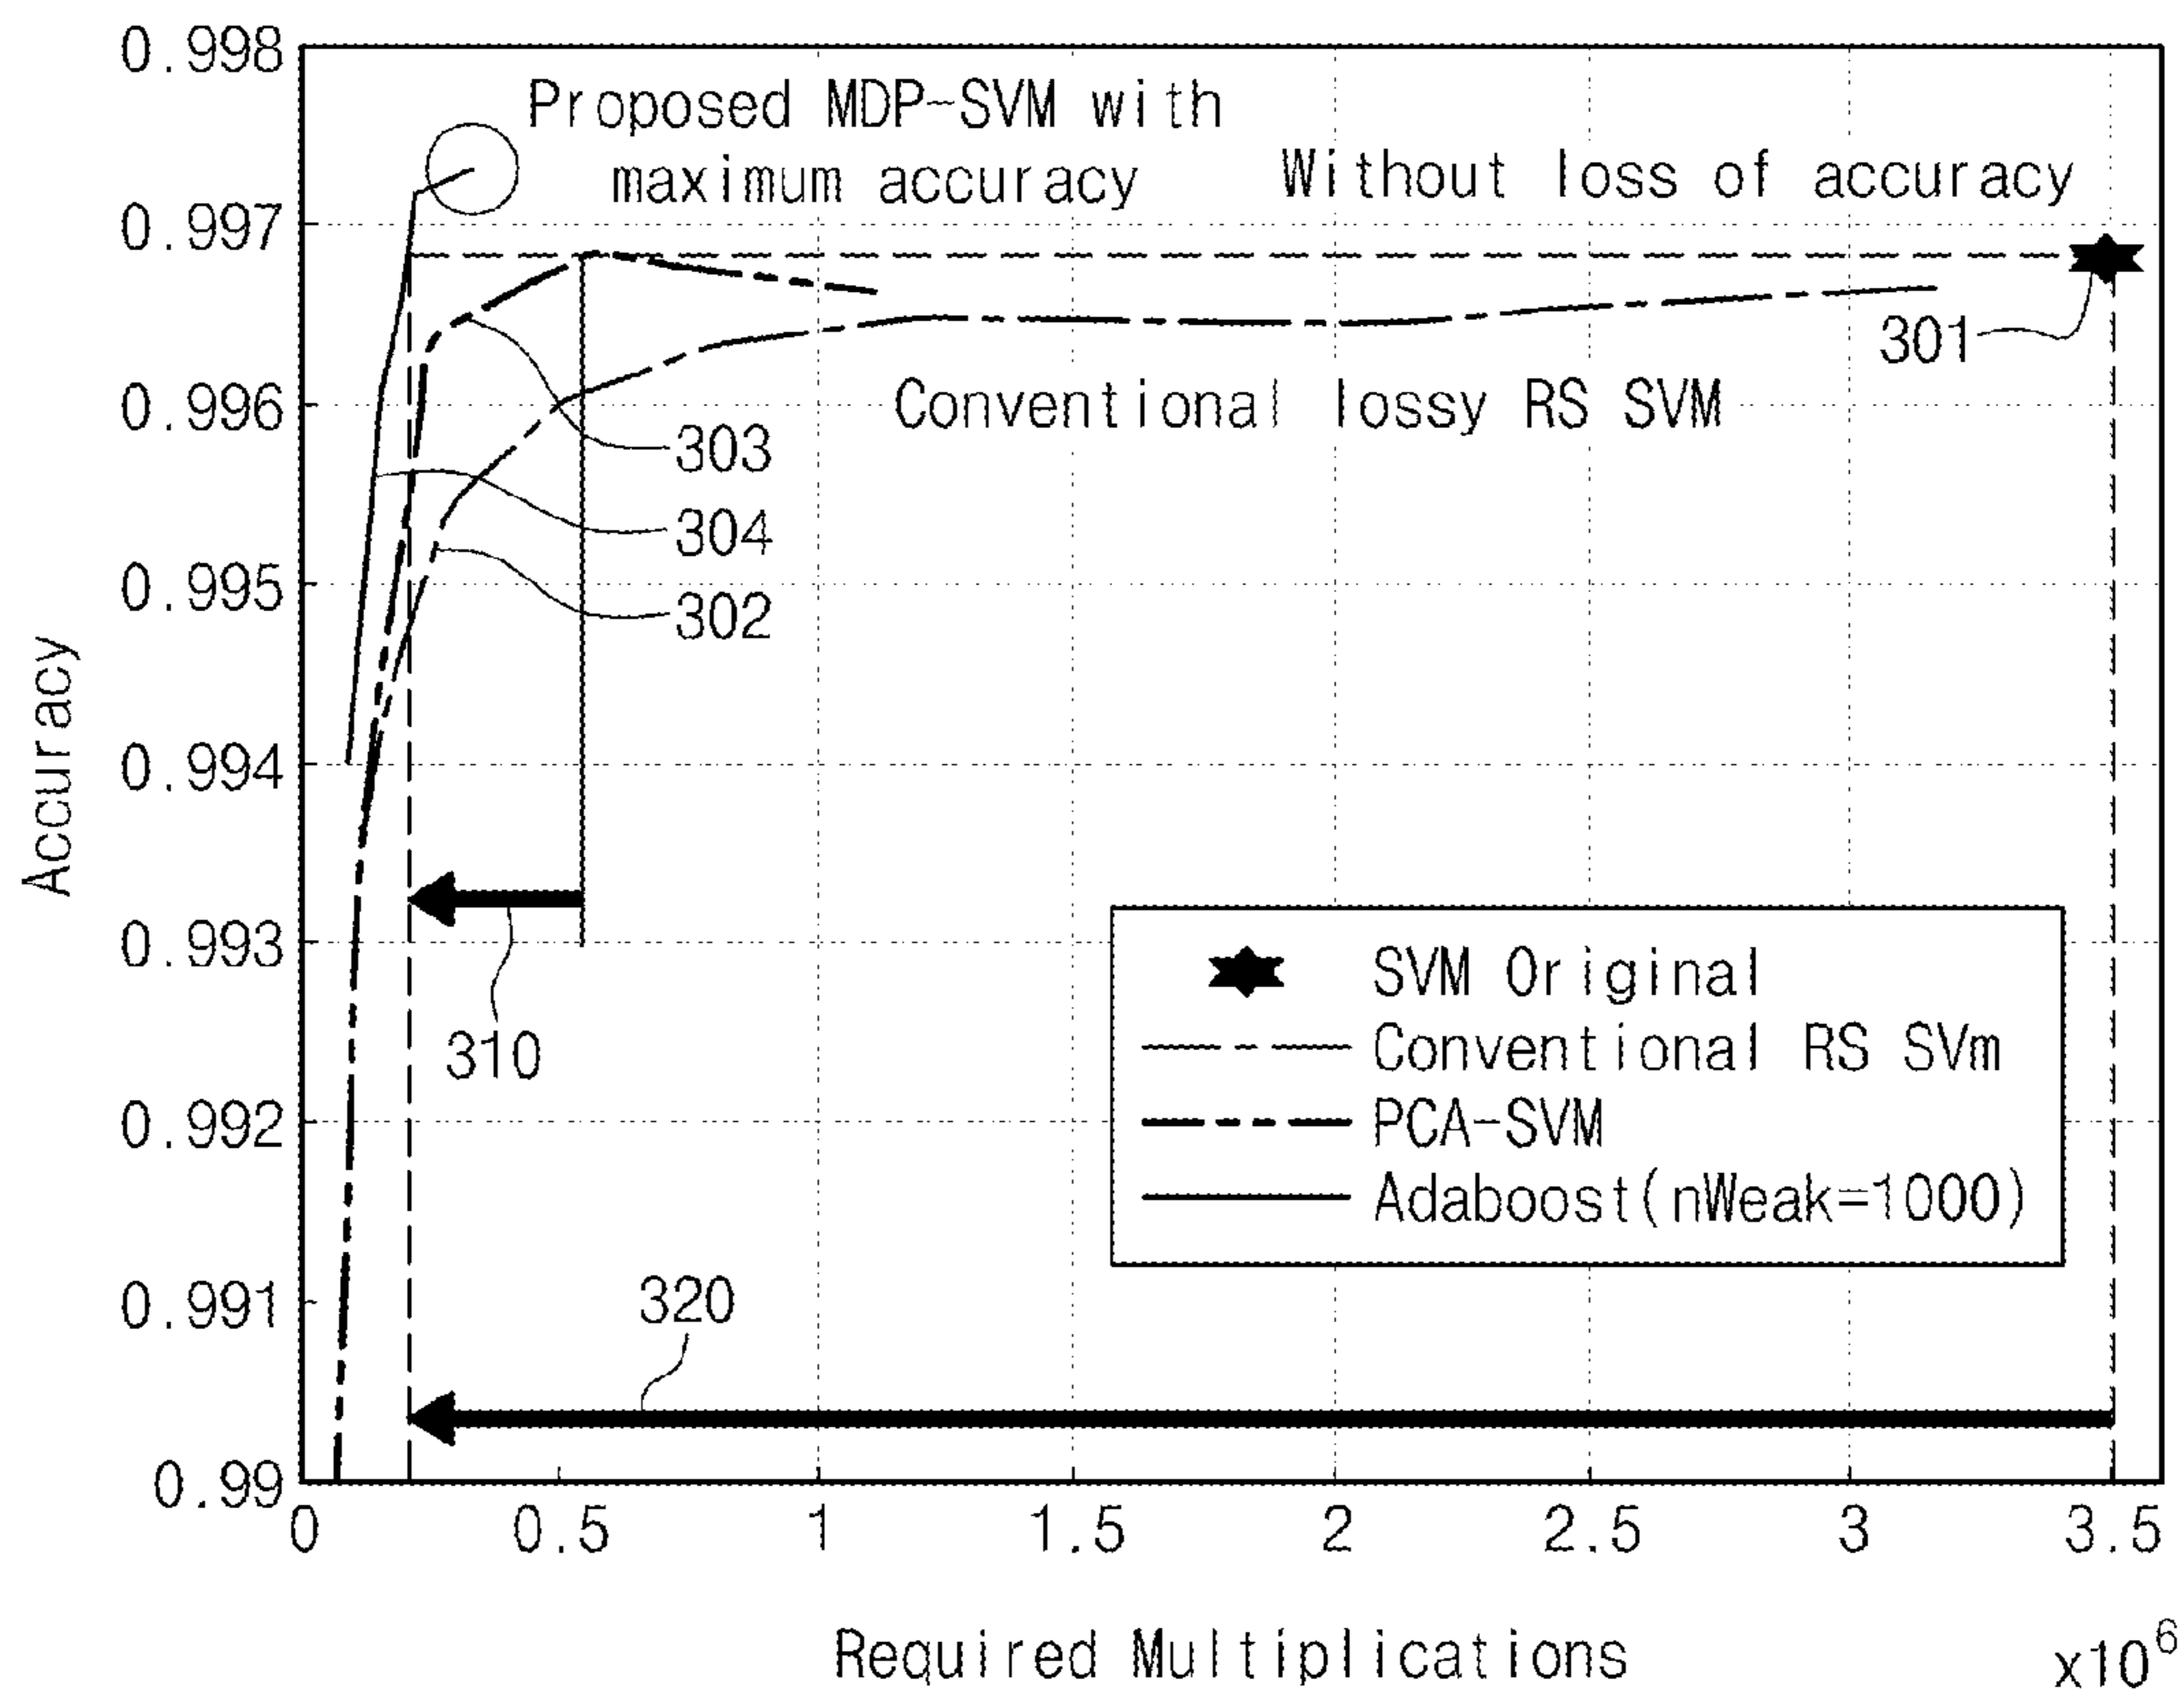 0.998
Proposed MDP-SVM with
maximum accuracy
Without loss of accuracy
0.997
301
0.996
Conventional lossy RS SVM
303
304
0.995
302
Accuracy
0.994
0.993
310
SVM Original
Conventional RS SVm
PCA-SVM
Adaboost(nWeak=1000)
0.992
0.991
320
0.99
0
0.5
1
1.5
2
2.5
3
3.5
Required Multiplications
x10⁶